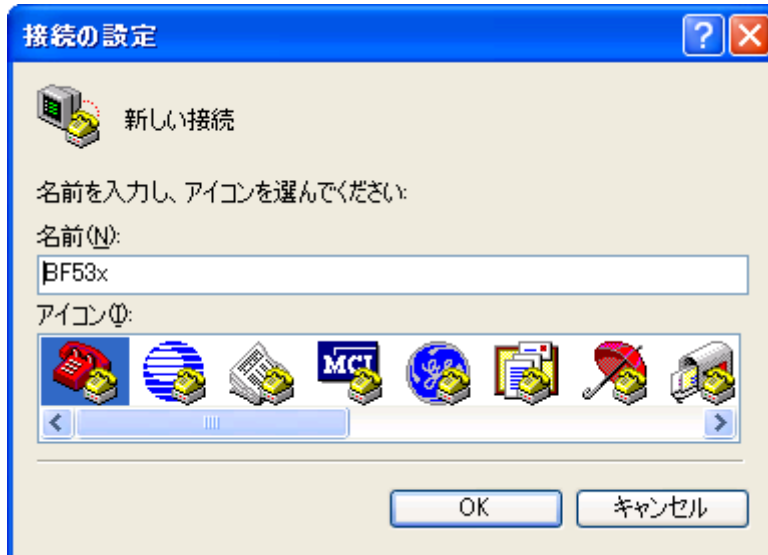 接続の設定
新しい接続
名前を入力し、アイコンを選んでください:
名前(N):
BF53x
アイコン(I):
MCI
OK
キャンセル